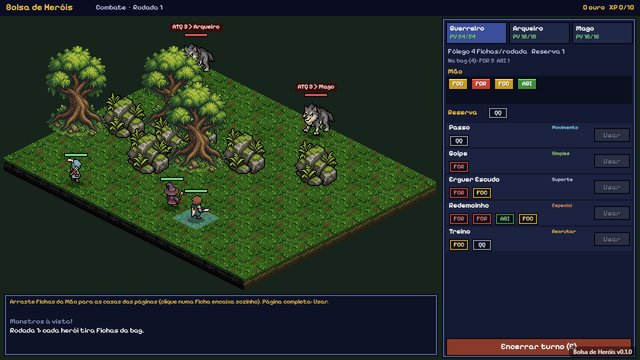 Bolsa de Heróis
Combate · Rodada 1
0 ouro XP 0/10
ATQ 3 > Arqueiro
ATQ 3 > Mago
Guerreiro
PV 24/24
Arqueiro
PV 18/18
Mago
PV 16/16
Fôlego 4 Fichas/rodada Reserva 1
Na bag (4): FOR 3 AGI 1
Mão
FOO
FOR
FOO
AGI
Reserva
QQ
Passo
Movimento
QQ
Usar
Golpe
Simples
FOR
Usar
Erguer Escudo
Suporte
FOR
FOO
Usar
Redemoinho
Especial
FOR
FOR
AGI
FOO
Usar
Treino
Recrutar
FOO
QQ
Usar
Arraste Fichas da Mão para as casas das páginas (clique numa Ficha encaixa sozinha). Página completa: Usar.
Monstros à vista!
Rodada 1: cada herói tira Fichas da bag.
Encerrar turno
Bolsa de Heróis v0.1.0